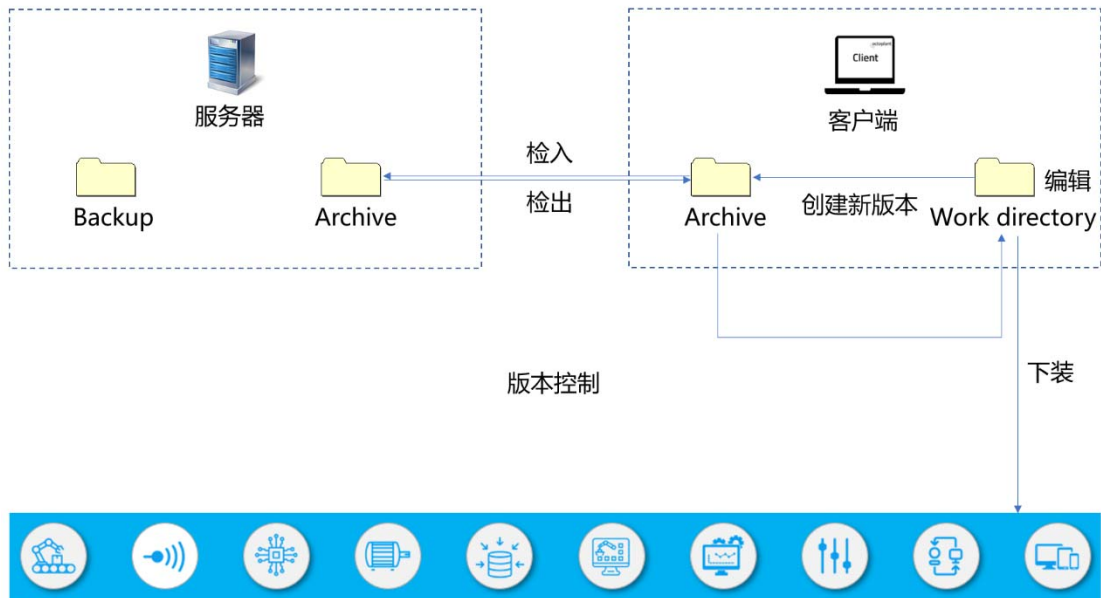 Client
服务器
客户端
检入
检出
创建新版本
编辑
Backup
Archive
Archive
Work directory
版本控制
下装